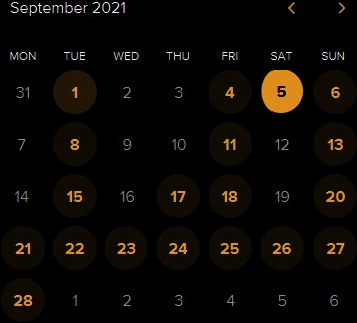 September 2021 < >
MON TUE WED THU FRI SAT SUN
31 1 2 3 4 5 6
7 8 9 10 11 12 13
14 15 16 17 18 19 20
21 22 23 24 25 26 27
28 1 2 3 4 5 6